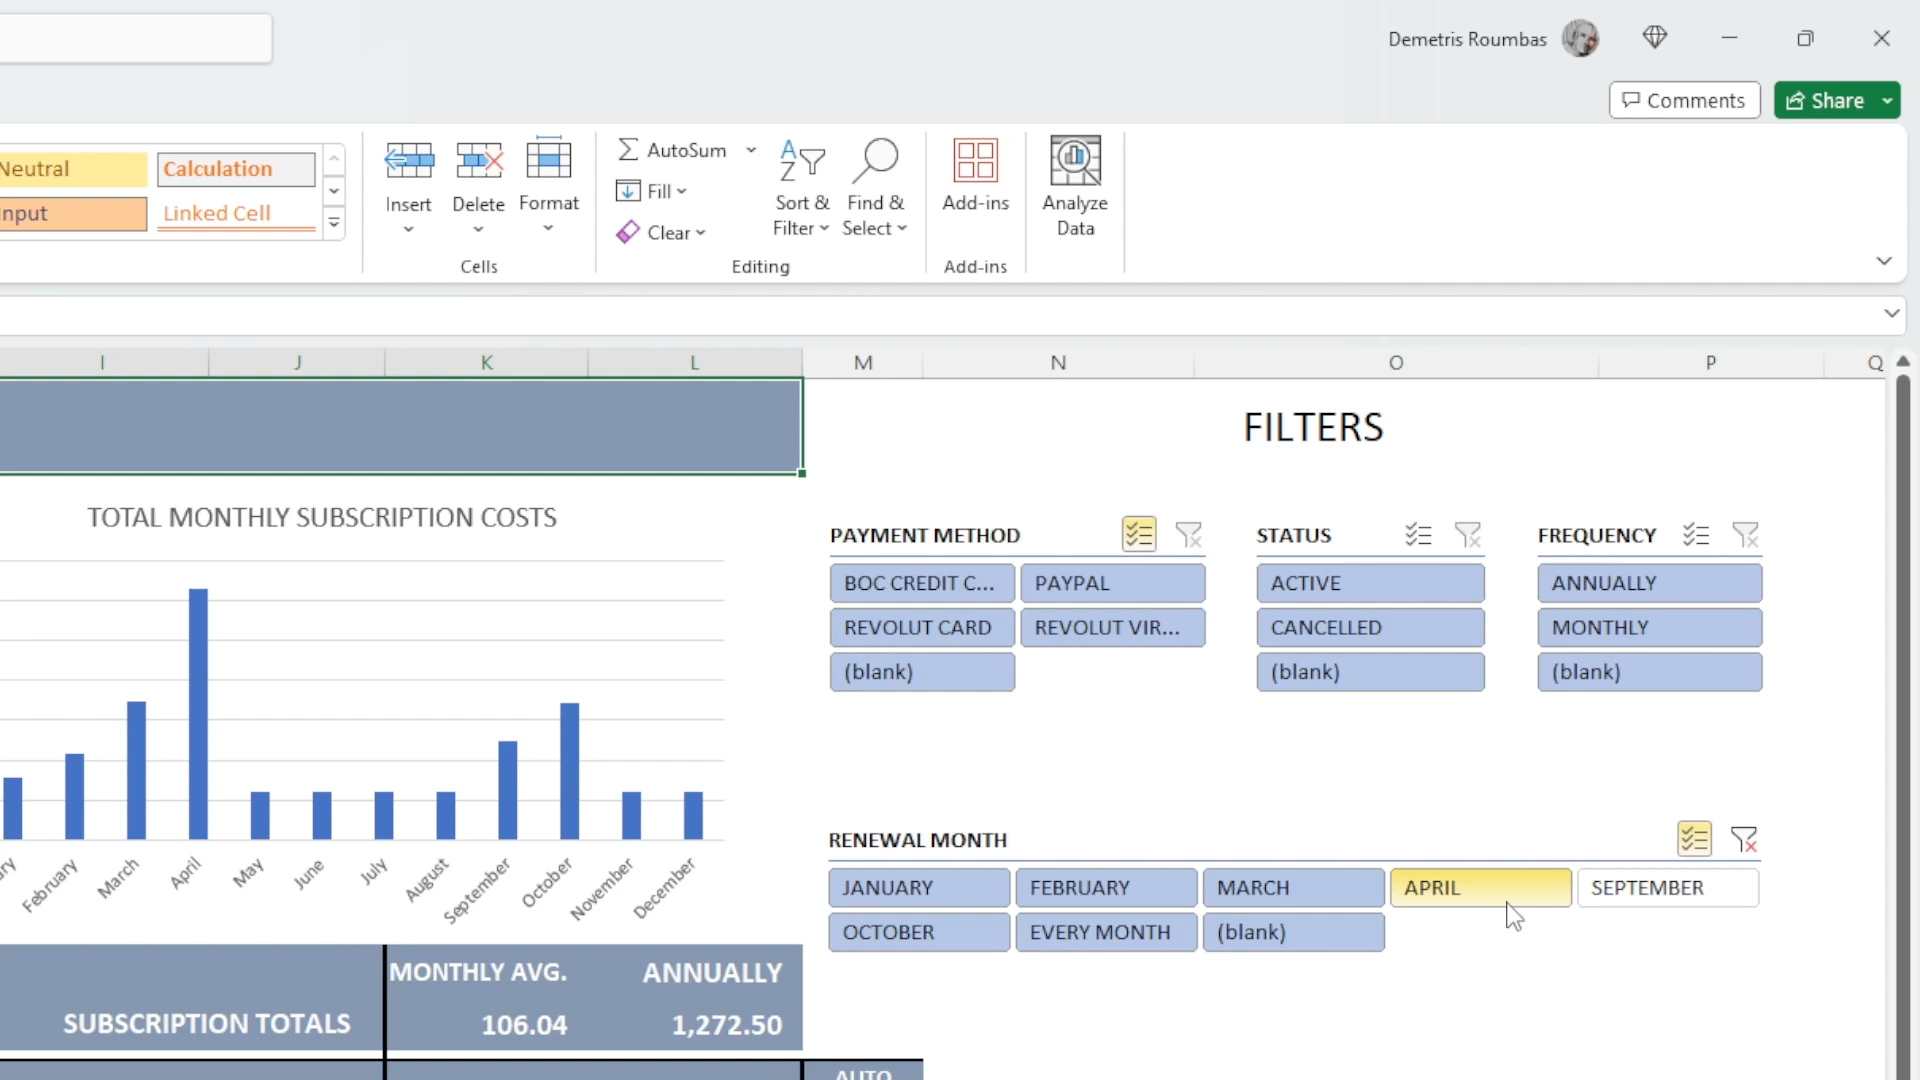 Demetris Roumbas
Comments
Share
Neutral
Calculation
Input
Linked Cell
Insert
Delete
Format
Cells
AutoSum
Fill
Clear
Sort &
Filter
Find &
Select
Editing
Add-ins
Add-ins
Analyze
Data
I J K L M N O P Q
FILTERS
TOTAL MONTHLY SUBSCRIPTION COSTS
PAYMENT METHOD
BOC CREDIT C...
PAYPAL
REVOLUT CARD
REVOLUT VIR...
(blank)
STATUS
ACTIVE
CANCELLED
(blank)
FREQUENCY
ANNUALLY
MONTHLY
(blank)
February
March
April
May
June
July
August
September
October
November
December
RENEWAL MONTH
JANUARY
FEBRUARY
MARCH
APRIL
SEPTEMBER
OCTOBER
EVERY MONTH
(blank)
MONTHLY AVG. ANNUALLY
SUBSCRIPTION TOTALS 106.04 1,272.50
AUTO